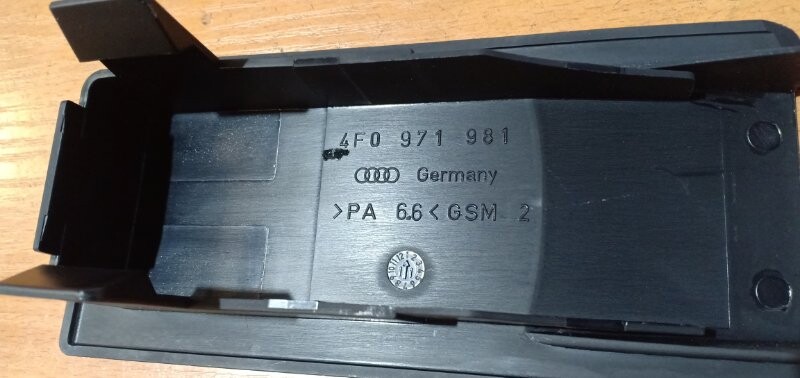 4F0 971 981
Germany
>PA 6.6< GSM 2